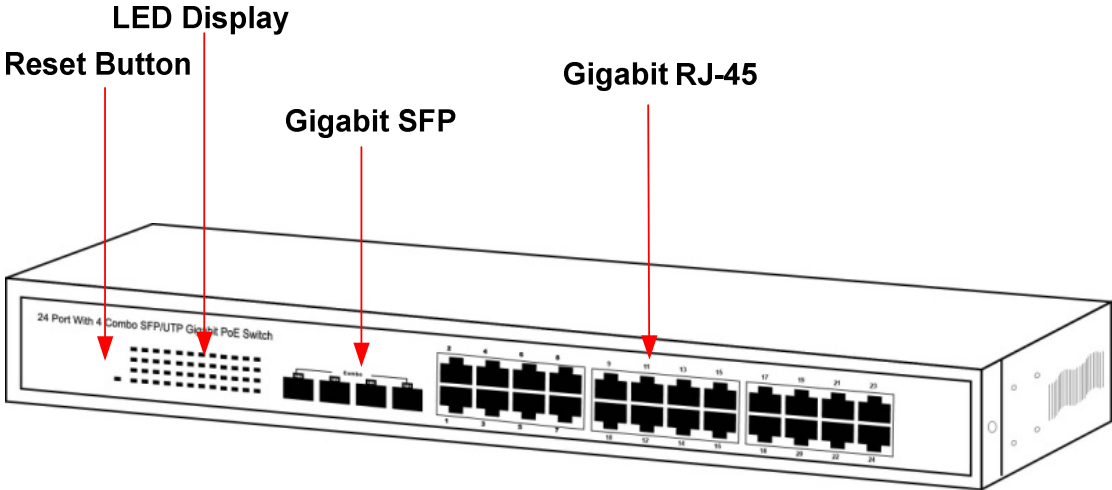 LED Display
Reset Button
Gigabit RJ-45
Gigabit SFP
24 Port With 4 Combo SFP/UTP Gigabit PoE Switch
Combo
2 4 6 8
9 11 13 15
17 19 21 23
1 3 5 7
10 12 14 16
18 20 22 24